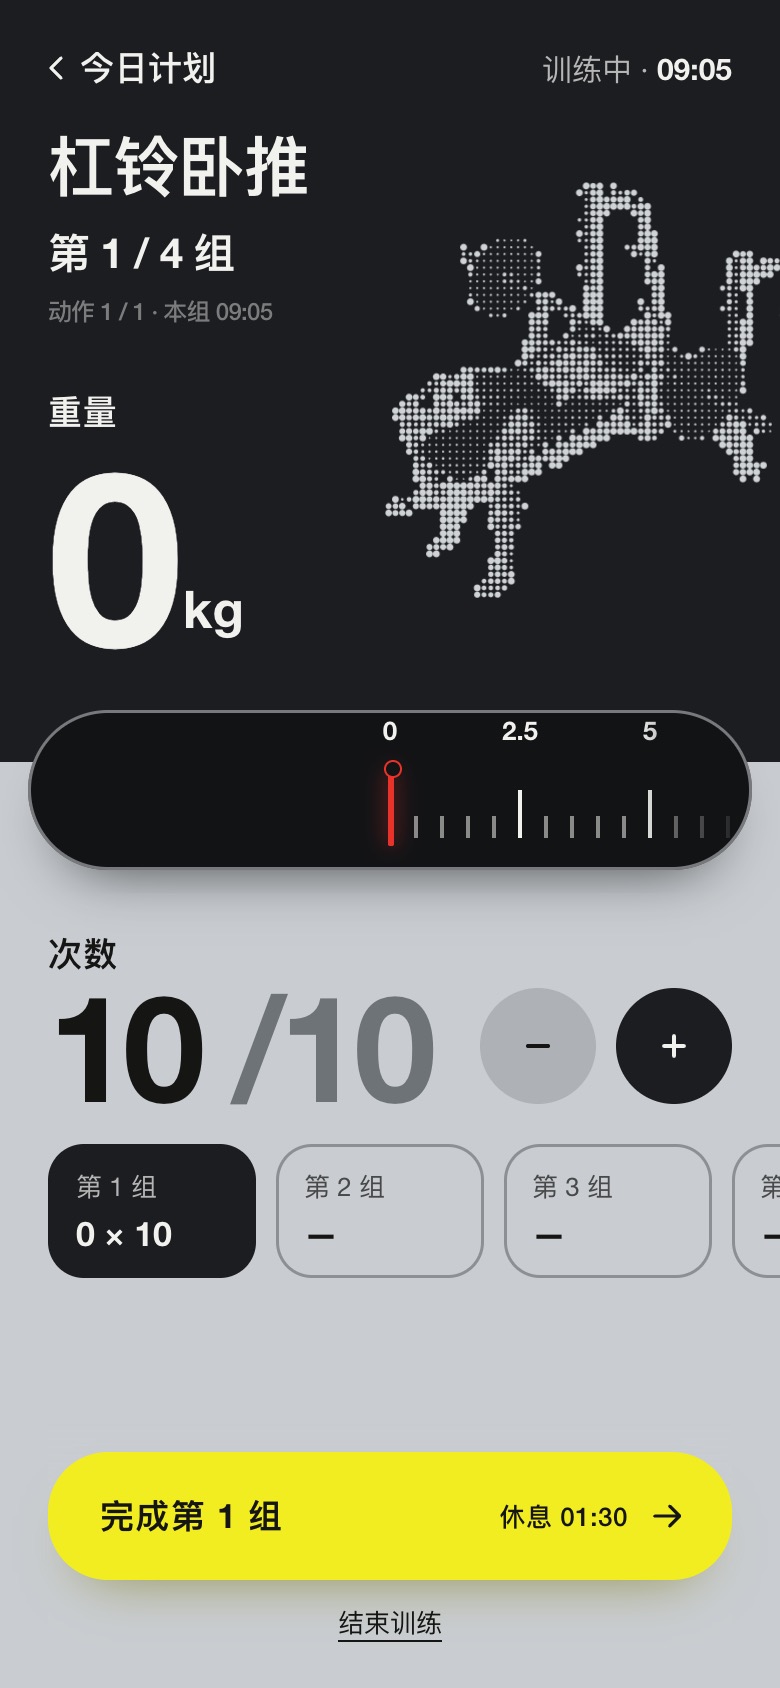 今日计划
训练中 · 09:05
杠铃卧推
第 1 / 4 组
动作 1 / 1 · 本组 09:05
重量
0kg
0 2.5 5
次数
10 /10
− +
第 1 组 第 2 组 第 3 组 第
0 × 10 – – –
完成第 1 组 休息 01:30 →
结束训练